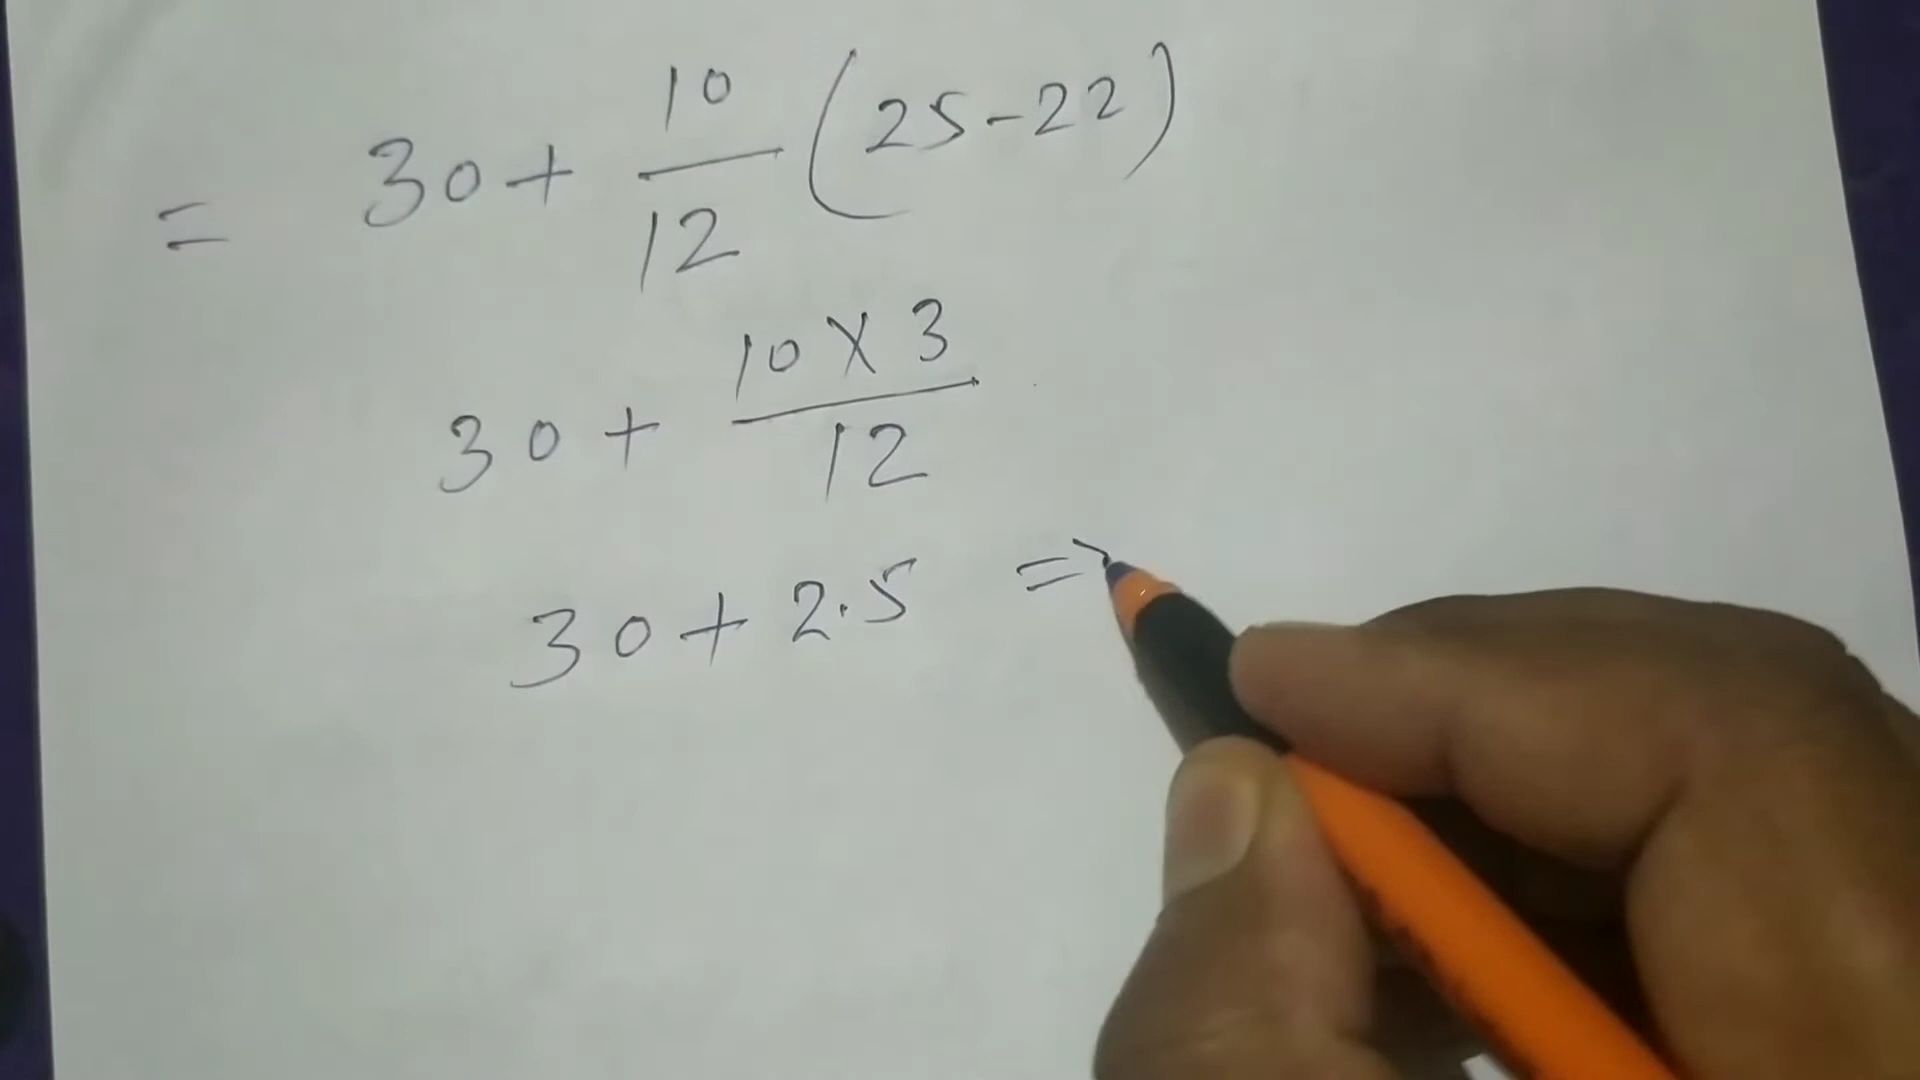 = 30 + 10/12 (25-22)
30 + 10 X 3/12
30 + 2.5 =>